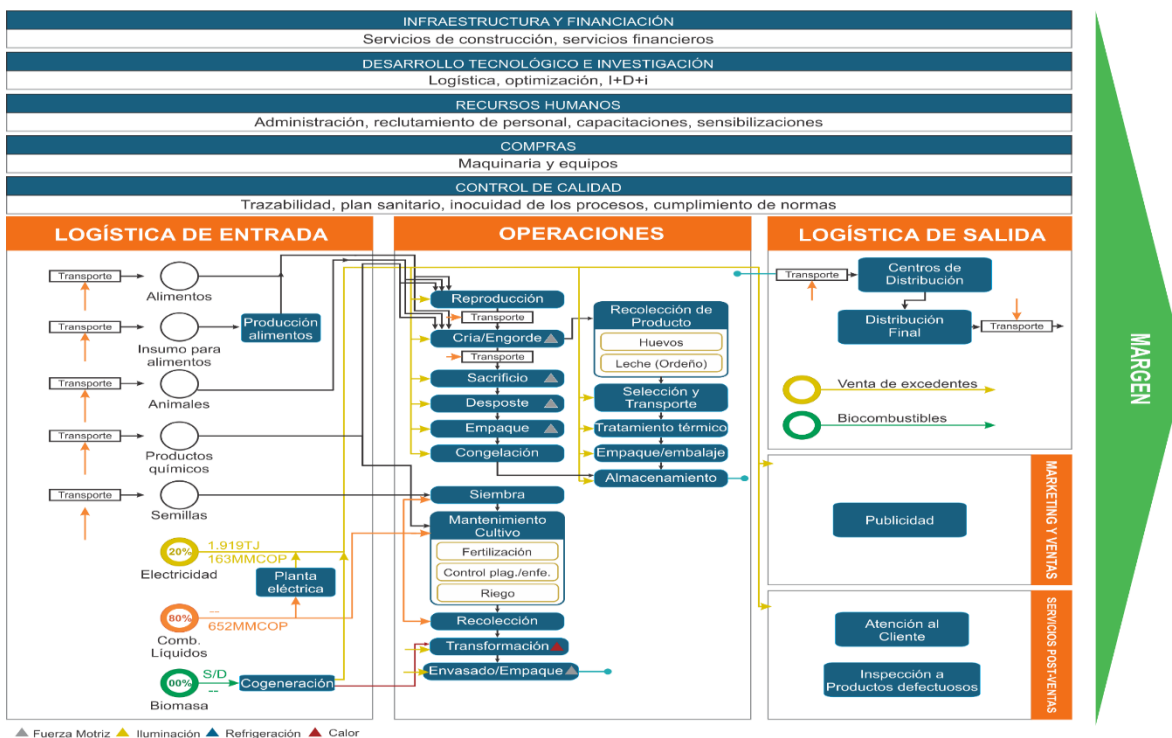 INFRAESTRUCTURA Y FINANCIACIÓN
Servicios de construcción, servicios financieros
DESARROLLO TECNOLÓGICO E INVESTIGACIÓN
Logística, optimización, I+D+i
RECURSOS HUMANOS
Administración, reclutamiento de personal, capacitaciones, sensibilizaciones
COMPRAS
Maquinaria y equipos
CONTROL DE CALIDAD
Trazabilidad, plan sanitario, inocuidad de los procesos, cumplimiento de normas
LOGÍSTICA DE ENTRADA
Transporte
Alimentos
Transporte
Insumo para
alimentos
Producción
alimentos
Transporte
Animales
Transporte
Productos
químicos
Transporte
Semillas
20%
1.919TJ
163MMCOP
Electricidad
Planta
eléctrica
80%
--
652MMCOP
Comb.
Líquidos
00%
S/D
--
Biomasa
Cogeneración
OPERACIONES
Reproducción
Transporte
Cria/Engorde
Transporte
Sacrificio
Desposte
Empaque
Congelación
Recolección de
Producto
Huevos
Leche (Ordeño)
Selección y
Transporte
Tratamiento térmico
Empaque/embalaje
Almacenamiento
Siembra
Mantenimiento
Cultivo
Fertilización
Control plag./enfe.
Riego
Recolección
Transformación
Envasado/Empaque
LOGÍSTICA DE SALIDA
Transporte
Centros de
Distribución
Distribución
Final
Transporte
Venta de excedentes
Biocombustibles
Publicidad
MARKETING Y VENTAS
Atención al
Cliente
Inspección a
Productos defectuosos
SERVICIOS POST-VENTAS
MARGEN
Fuerza Motriz
Iluminación
Refrigeración
Calor